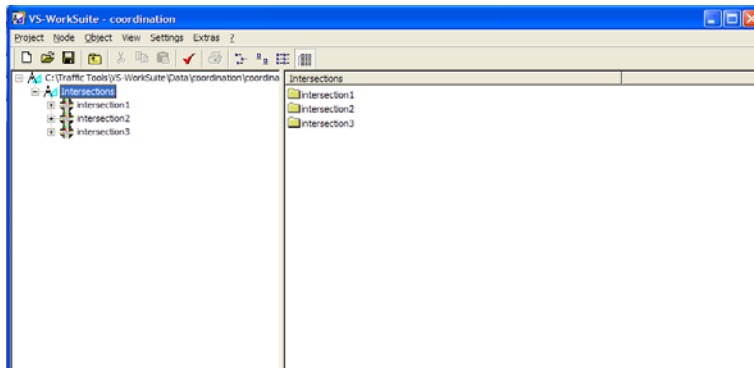 VS-WorkSuite - coordination
Project Node Object View Settings Extras ?
C:\Traffic Tools\VS-WorkSuite\Data\coordination\coordina
Intersections
intersection1
intersection2
intersection3
Intersections
intersection1
intersection2
intersection3